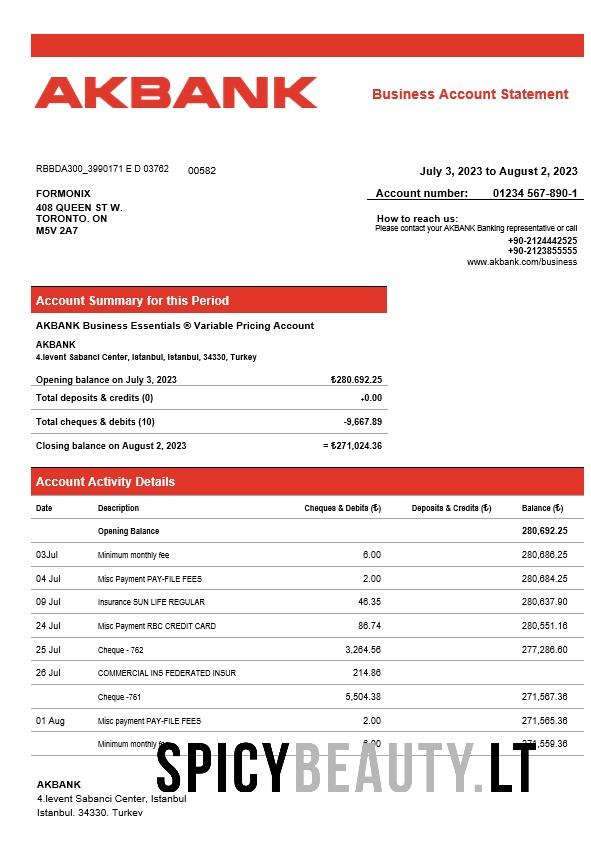 AKBANK
Business Account Statement
RBBDA300_3990171 E D 03762 00582
July 3, 2023 to August 2, 2023
FORMONIX
408 QUEEN ST W.
TORONTO. ON
M5V 2A7
Account number: 01234 567-890-1
How to reach us:
Please contact your AKBANK Banking representative or call
+90-2124442525
+90-2123855555
www.akbank.com/business
Account Summary for this Period
AKBANK Business Essentials ® Variable Pricing Account
AKBANK
4.levent Sabanci Center, Istanbul, Istanbul, 34330, Turkey
Opening balance on July 3, 2023 ₺280.692.25
Total deposits & credits (0) +0.00
Total cheques & debits (10) -9,667.89
Closing balance on August 2, 2023 = ₺271,024.36
Account Activity Details
Date Description Cheques & Debits (₺) Deposits & Credits (₺) Balance (₺)
Opening Balance 280,692.25
03Jul Minimum monthly fee 6.00 280,686.25
04 Jul Misc Payment PAY-FILE FEES 2.00 280,684.25
09 Jul Insurance SUN LIFE REGULAR 46.35 280,637.90
24 Jul Misc Payment RBC CREDIT CARD 86.74 280,551.16
25 Jul Cheque - 762 3,264.56 277,286.60
26 Jul COMMERCIAL INS FEDERATED INSUR 214.86
Cheque -761 5,504.38 271,567.36
01 Aug Misc payment PAY-FILE FEES 2.00 271,565.36
Minimum monthly fee 6.00 271,559.36
SPICYBEAUTY.LT
AKBANK
4.levent Sabanci Center, Istanbul
Istanbul. 34330. Turkey